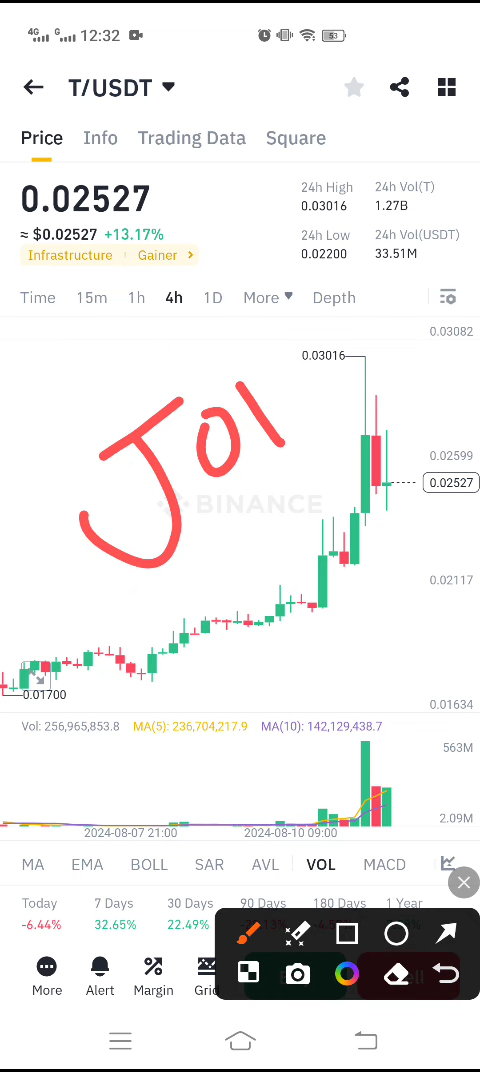 4G G 12:32 53
T/USDT
Price Info Trading Data Square
0.02527
≈ $0.02527 +13.17%
Infrastructure Gainer
24h High 24h Vol(T)
0.03016 1.27B
24h Low 24h Vol(USDT)
0.02200 33.51M
Time 15m 1h 4h 1D More Depth
0.03082
0.03016
JOI
0.02599
0.02527
BINANCE
0.02117
0.01700
0.01634
Vol: 256,965,853.8 MA(5): 236,704,217.9 MA(10): 142,129,438.7
563M
2.09M
2024-08-07 21:00 2024-08-10 09:00
MA EMA BOLL SAR AVL VOL MACD
Today 7 Days 30 Days 90 Days 180 Days 1 Year
-6.44% 32.65% 22.49%
More Alert Margin Grid